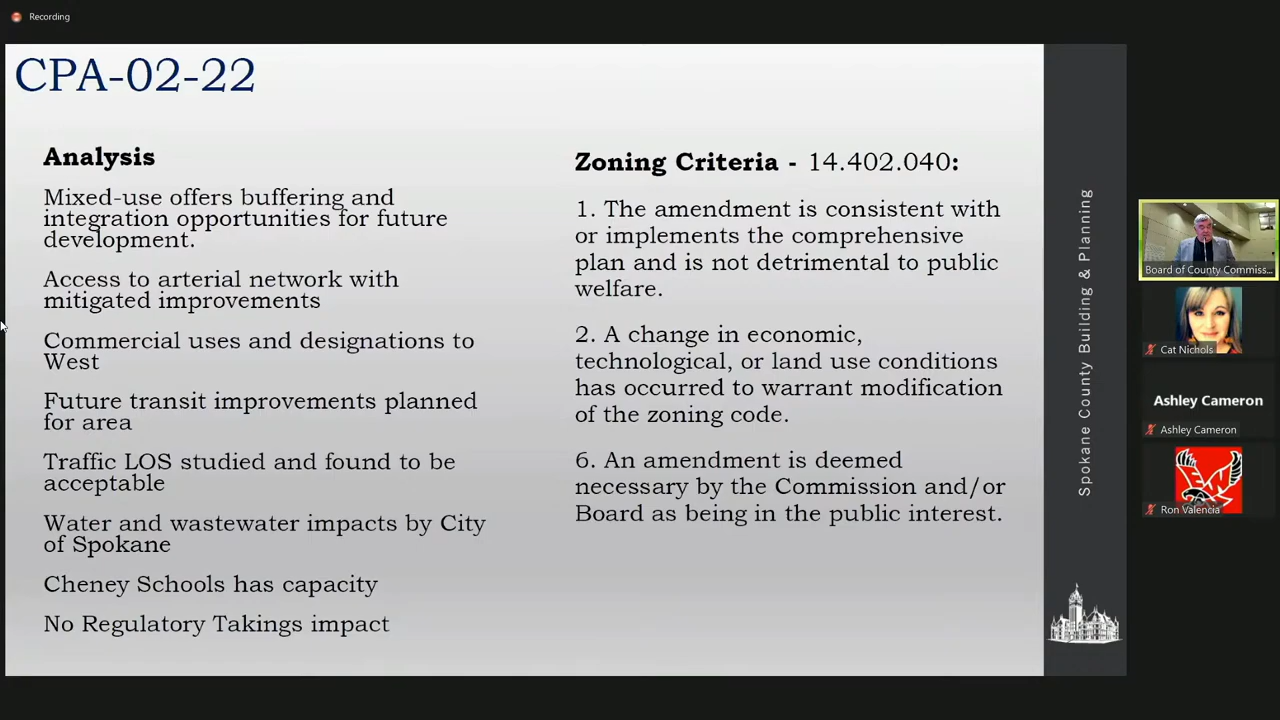 Recording
CPA-02-22
Analysis
Mixed-use offers buffering and
integration opportunities for future
development.
Access to arterial network with
mitigated improvements
Commercial uses and designations to
West
Future transit improvements planned
for area
Traffic LOS studied and found to be
acceptable
Water and wastewater impacts by City
of Spokane
Cheney Schools has capacity
No Regulatory Takings impact
Zoning Criteria - 14.402.040:
1. The amendment is consistent with
or implements the comprehensive
plan and is not detrimental to public
welfare.
2. A change in economic,
technological, or land use conditions
has occurred to warrant modification
of the zoning code.
6. An amendment is deemed
necessary by the Commission and/or
Board as being in the public interest.
Spokane County Building & Planning
Board of County Commiss...
Cat Nichols
Ashley Cameron
Ashley Cameron
Ron Valencia